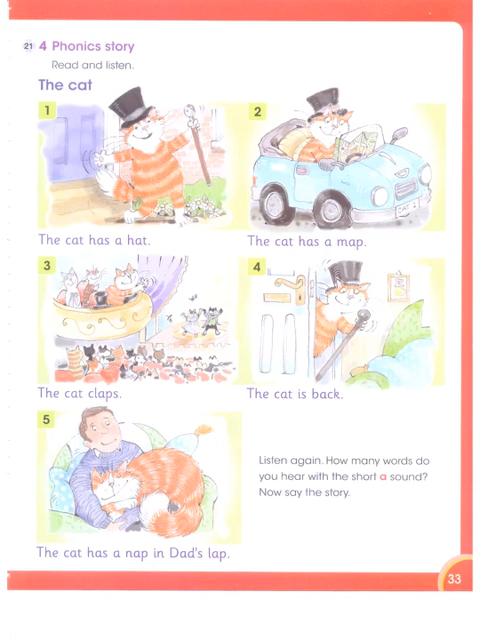 21 4 Phonics story
Read and listen.
The cat
1
2
The cat has a hat.
The cat has a map.
3
4
The cat claps.
The cat is back.
5
Listen again. How many words do
you hear with the short a sound?
Now say the story.
The cat has a nap in Dad's lap.
33